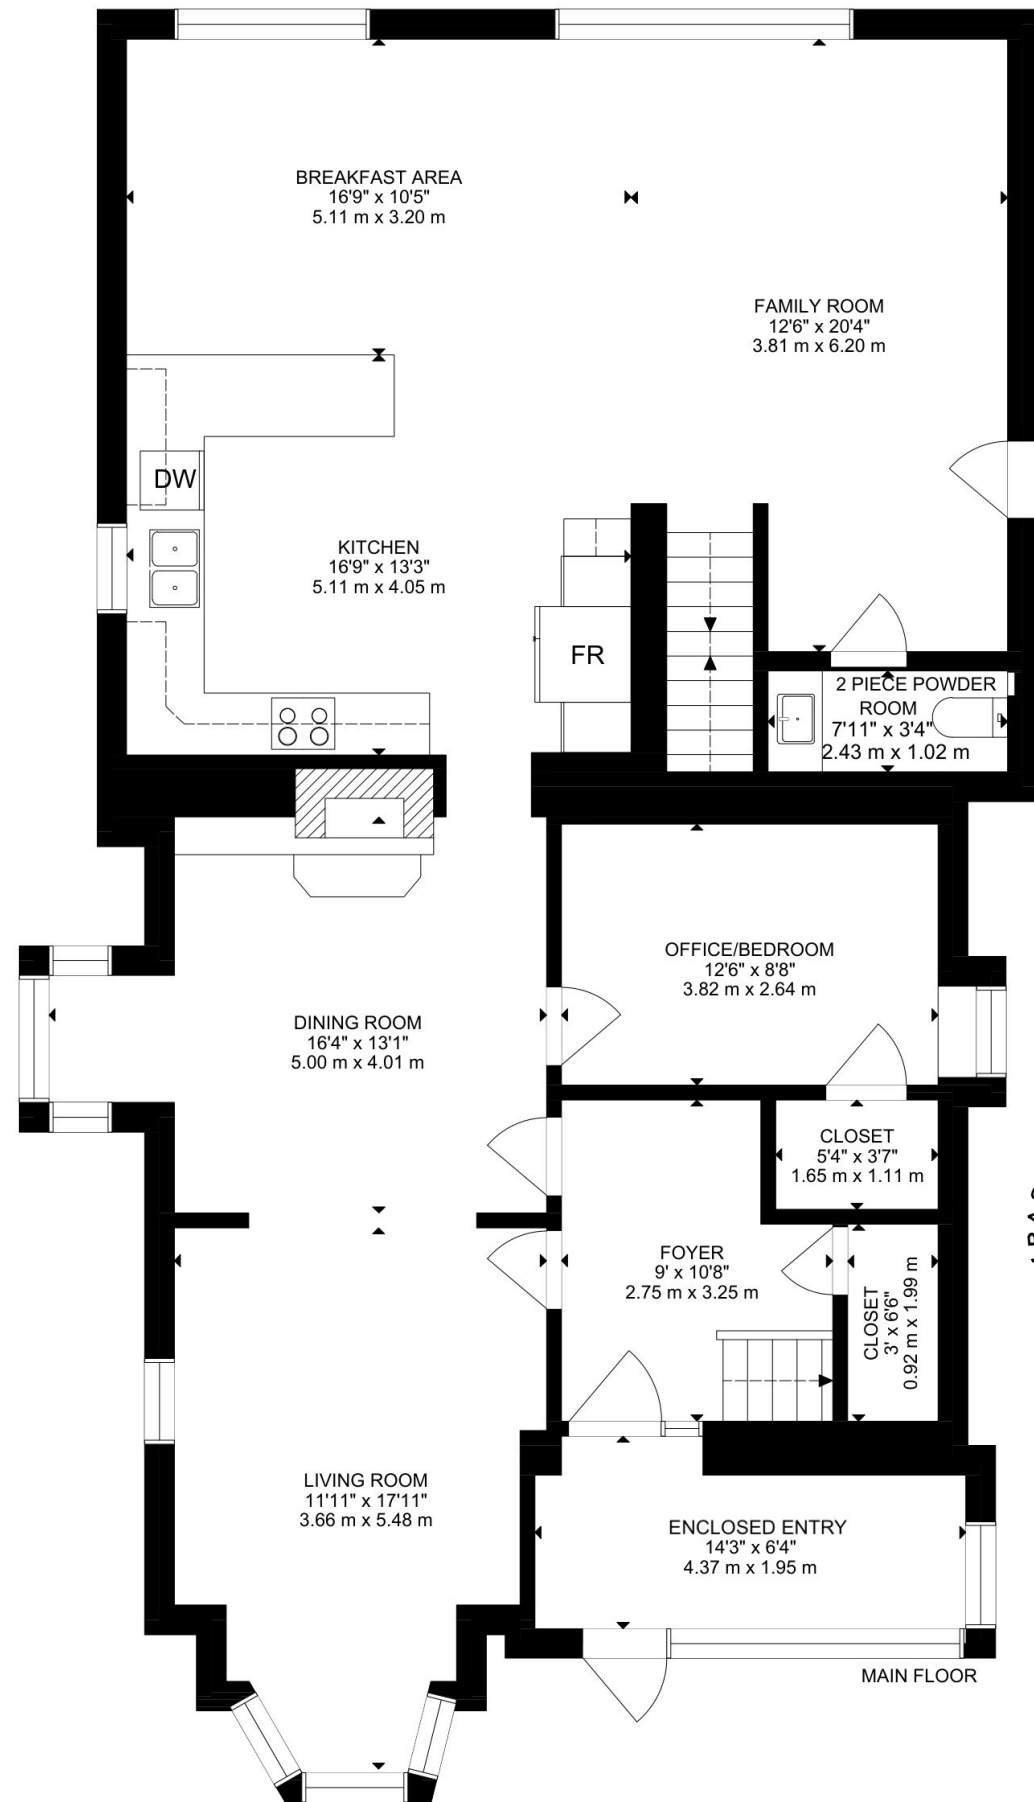 BREAKFAST AREA
16'9" x 10'5"
5.11 m x 3.20 m
FAMILY ROOM
12'6" x 20'4"
3.81 m x 6.20 m
DW
KITCHEN
16'9" x 13'3"
5.11 m x 4.05 m
FR
2 PIECE POWDER
ROOM
7'11" x 3'4"
2.43 m x 1.02 m
OFFICE/BEDROOM
12'6" x 8'8"
3.82 m x 2.64 m
DINING ROOM
16'4" x 13'1"
5.00 m x 4.01 m
CLOSET
5'4" x 3'7"
1.65 m x 1.11 m
FOYER
9' x 10'8"
2.75 m x 3.25 m
CLOSET
3' x 6'6"
0.92 m x 1.99 m
LIVING ROOM
11'11" x 17'11"
3.66 m x 5.48 m
ENCLOSED ENTRY
14'3" x 6'4"
4.37 m x 1.95 m
MAIN FLOOR